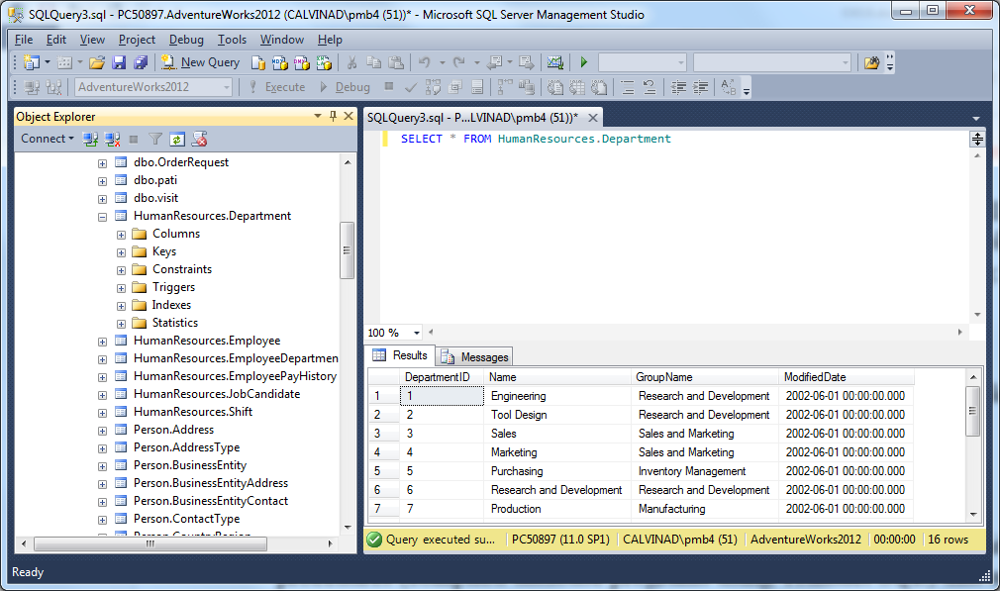 SQLQuery3.sql - PC50897.AdventureWorks2012 (CALVINAD\pmb4 (51))* - Microsoft SQL Server Management Studio
File Edit View Project Debug Tools Window Help
New Query
AdventureWorks2012 Execute Debug
Object Explorer
Connect
dbo.OrderRequest
dbo.pati
dbo.visit
HumanResources.Department
Columns
Keys
Constraints
Triggers
Indexes
Statistics
HumanResources.Employee
HumanResources.EmployeeDepartmen
HumanResources.EmployeePayHistory
HumanResources.JobCandidate
HumanResources.Shift
Person.Address
Person.AddressType
Person.BusinessEntity
Person.BusinessEntityAddress
Person.BusinessEntityContact
Person.ContactType
Person.CountryRegion
SQLQuery3.sql - P...LVINAD\pmb4 (51))*
SELECT * FROM HumanResources.Department
100 %
Results Messages
DepartmentID Name GroupName ModifiedDate
1 1 Engineering Research and Development 2002-06-01 00:00:00.000
2 2 Tool Design Research and Development 2002-06-01 00:00:00.000
3 3 Sales Sales and Marketing 2002-06-01 00:00:00.000
4 4 Marketing Sales and Marketing 2002-06-01 00:00:00.000
5 5 Purchasing Inventory Management 2002-06-01 00:00:00.000
6 6 Research and Development Research and Development 2002-06-01 00:00:00.000
7 7 Production Manufacturing 2002-06-01 00:00:00.000
Query executed su... PC50897 (11.0 SP1) CALVINAD\pmb4 (51) AdventureWorks2012 00:00:00 16 rows
Ready